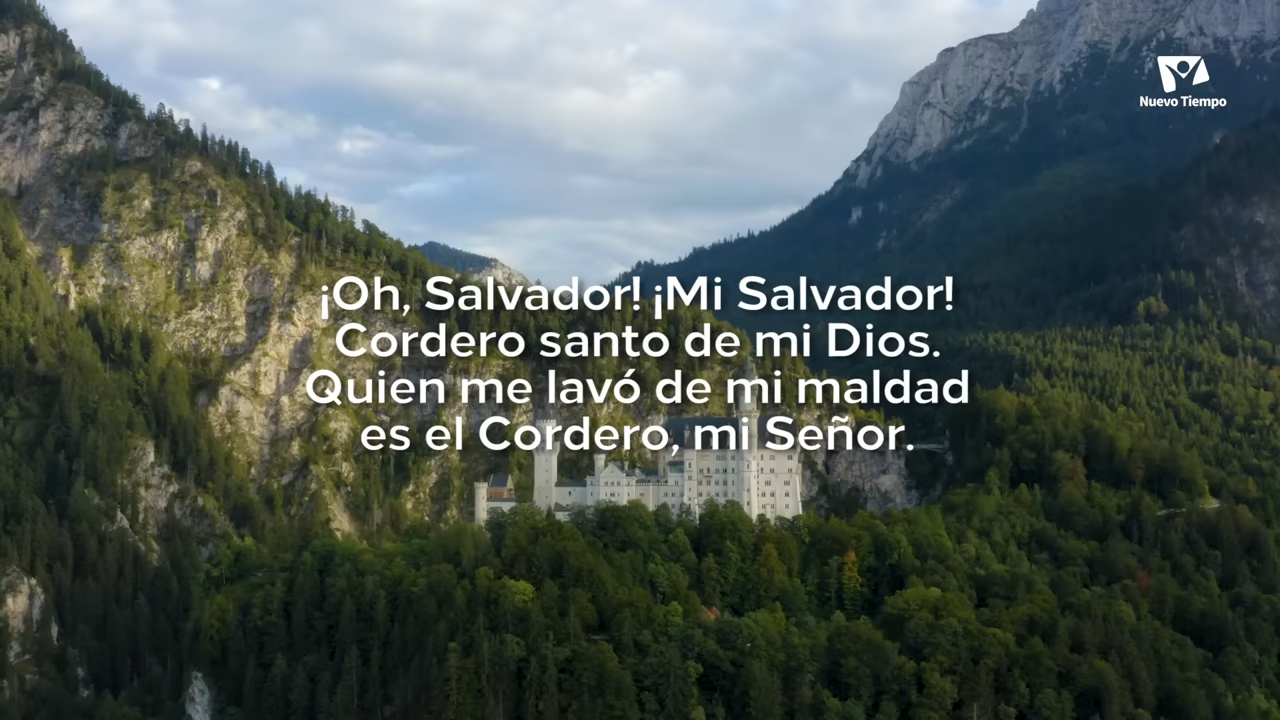 Nuevo Tiempo
¡Oh, Salvador! ¡Mi Salvador!
Cordero santo de mi Dios.
Quien me lavó de mi maldad
es el Cordero, mi Señor.